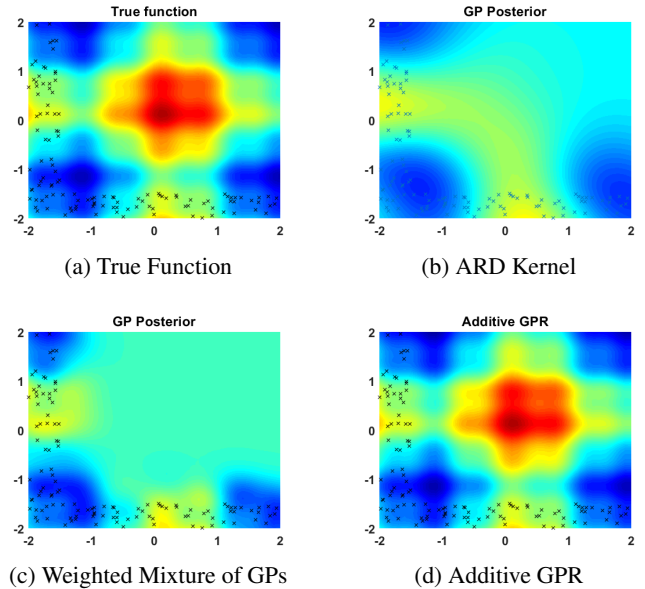 True function
2
1
0
-1
-2
-2 -1 0 1 2
(a) True Function
GP Posterior
2
1
0
-1
-2
-2 -1 0 1 2
(b) ARD Kernel
GP Posterior
2
1
0
-1
-2
-2 -1 0 1 2
(c) Weighted Mixture of GPs
Additive GPR
2
1
0
-1
-2
-2 -1 0 1 2
(d) Additive GPR